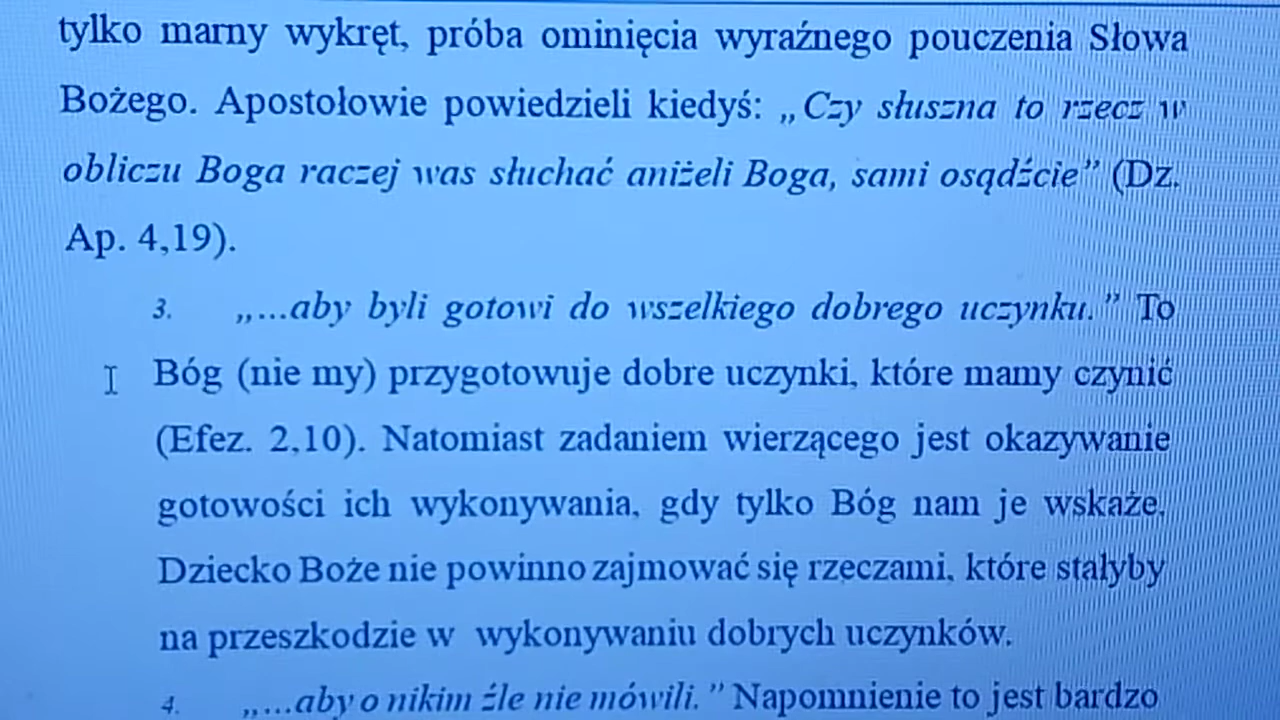 tylko marny wykręt, próba ominięcia wyraźnego pouczenia Słowa
Bożego. Apostołowie powiedzieli kiedyś: „Czy słuszna to rzecz w
obliczu Boga raczej was słuchać aniżeli Boga, sami osądźcie” (Dz.
Ap. 4,19).
3. „...aby byli gotowi do wszelkiego dobrego uczynku.” To
Bóg (nie my) przygotowuje dobre uczynki, które mamy czynić
(Efez. 2,10). Natomiast zadaniem wierzącego jest okazywanie
gotowości ich wykonywania, gdy tylko Bóg nam je wskaże.
Dziecko Boże nie powinno zajmować się rzeczami, które stałyby
na przeszkodzie w wykonywaniu dobrych uczynków.
4. „...aby o nikim źle nie mówili.” Napomnienie to jest bardzo